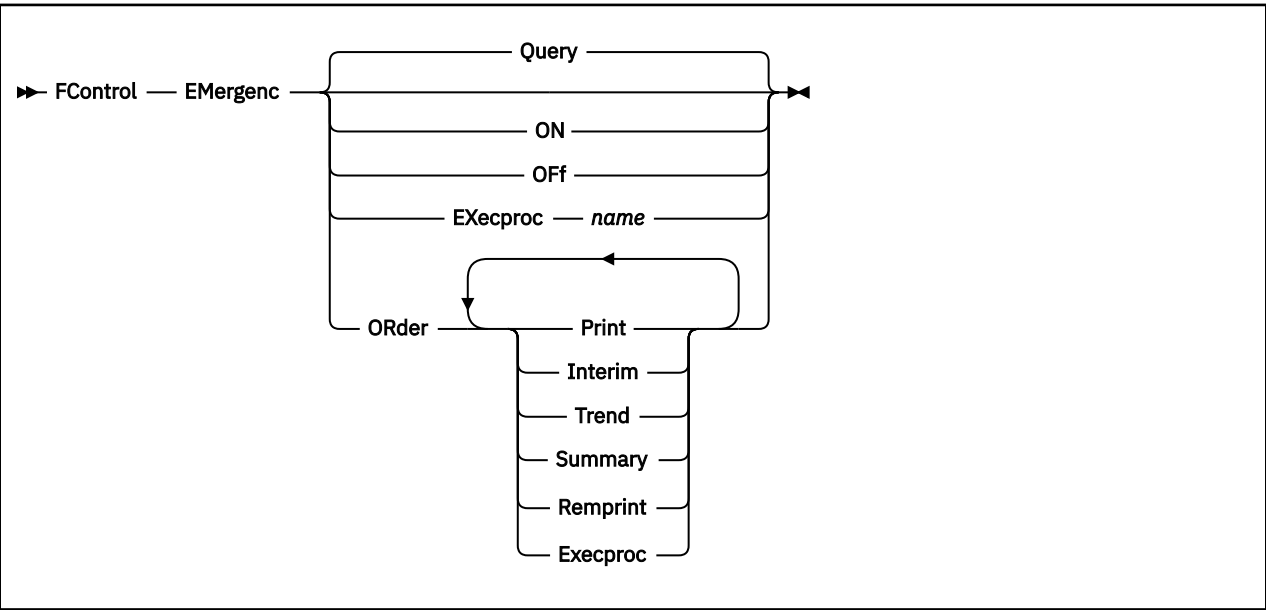 Query
FControl EMergenc
ON
OFf
EXecproc name
ORder Print
Interim
Trend
Summary
Remprint
Execproc